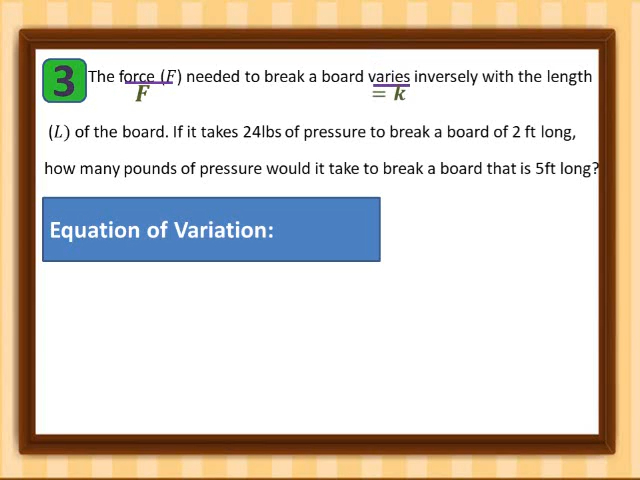 3 The force (F) needed to break a board varies inversely with the length
F = k
(L) of the board. If it takes 24lbs of pressure to break a board of 2 ft long,
how many pounds of pressure would it take to break a board that is 5ft long?
Equation of Variation: